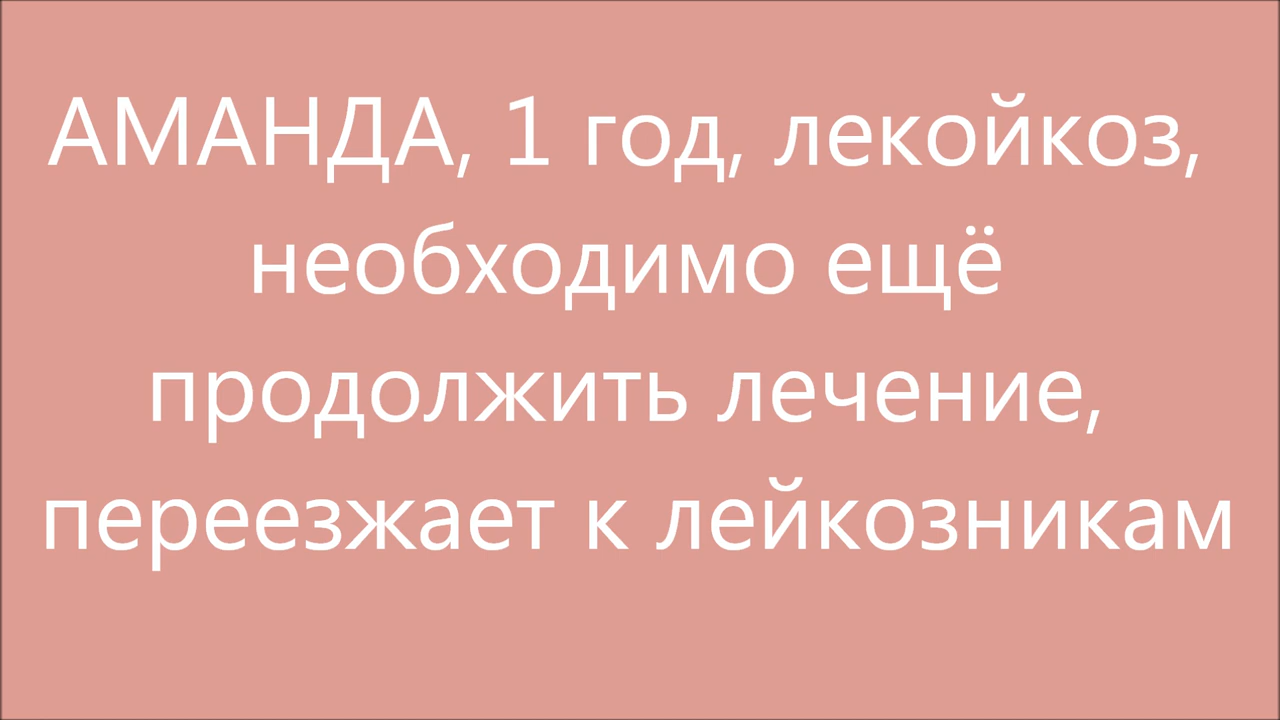 АМАНДА, 1 год, лекойкоз,
необходимо ещё
продолжить лечение,
переезжает к лейкозникам